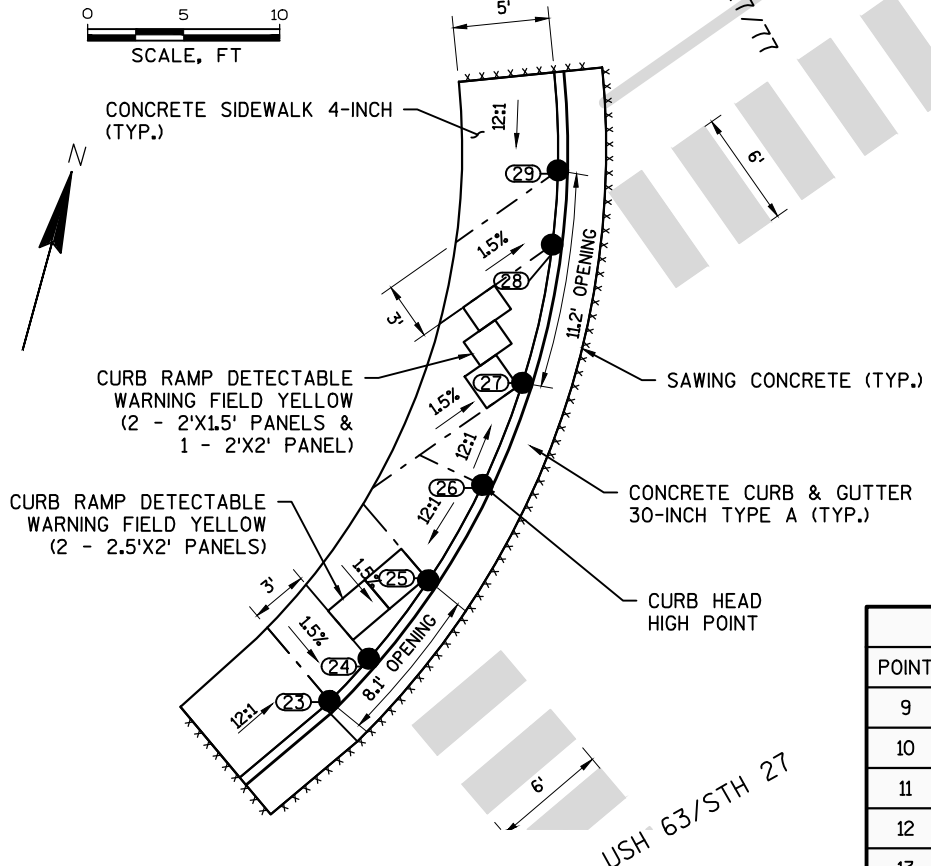 0 5 10
SCALE, FT
5'
7/77
CONCRETE SIDEWALK 4-INCH
(TYP.)
12:1
N
29
6'
1.5%
28
11.2' OPENING
3'
CURB RAMP DETECTABLE
WARNING FIELD YELLOW
(2 - 2'X1.5' PANELS &
1 - 2'X2' PANEL)
27
1.5%
SAWING CONCRETE (TYP.)
12:1
26
12:1
CONCRETE CURB & GUTTER
30-INCH TYPE A (TYP.)
CURB RAMP DETECTABLE
WARNING FIELD YELLOW
(2 - 2.5'X2' PANELS)
1.5%
25
3'
CURB HEAD
HIGH POINT
1.5%
24
8.1' OPENING
23
12:1
6'
USH 63/STH 27
POINT
9
10
11
12
13